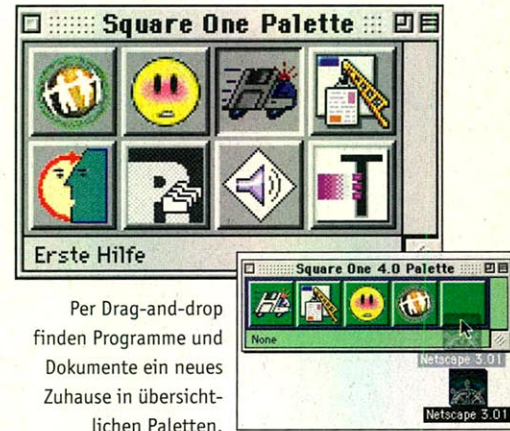 Square One Palette
Erste Hilfe
Square One 4.0 Palette
None
Netscape 3.01
Netscape 3.01
Per Drag-and-drop
finden Programme und
Dokumente ein neues
Zuhause in übersicht-
lichen Paletten.